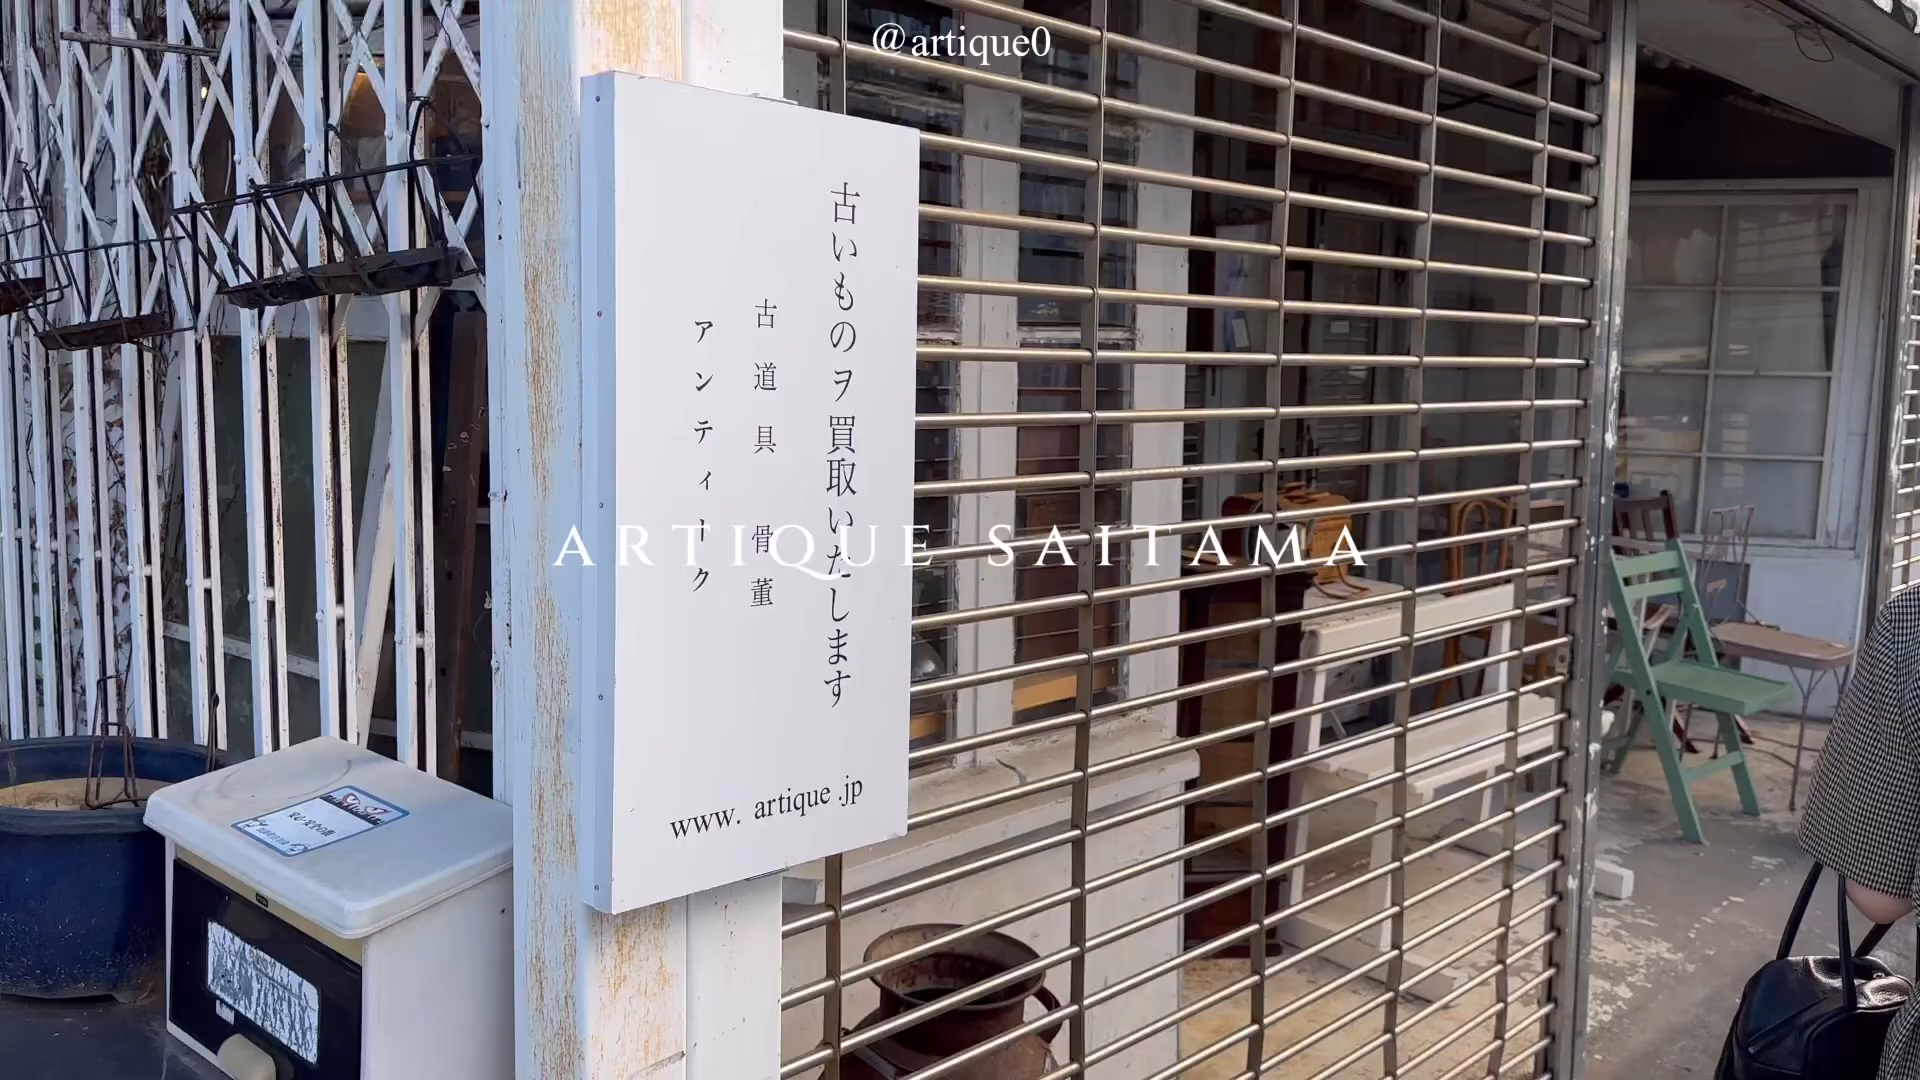 @artique0
古いものヲ買取いたします
古道具 骨董
アンティーク
ARTIQUE SAITAMA
www. artique .jp